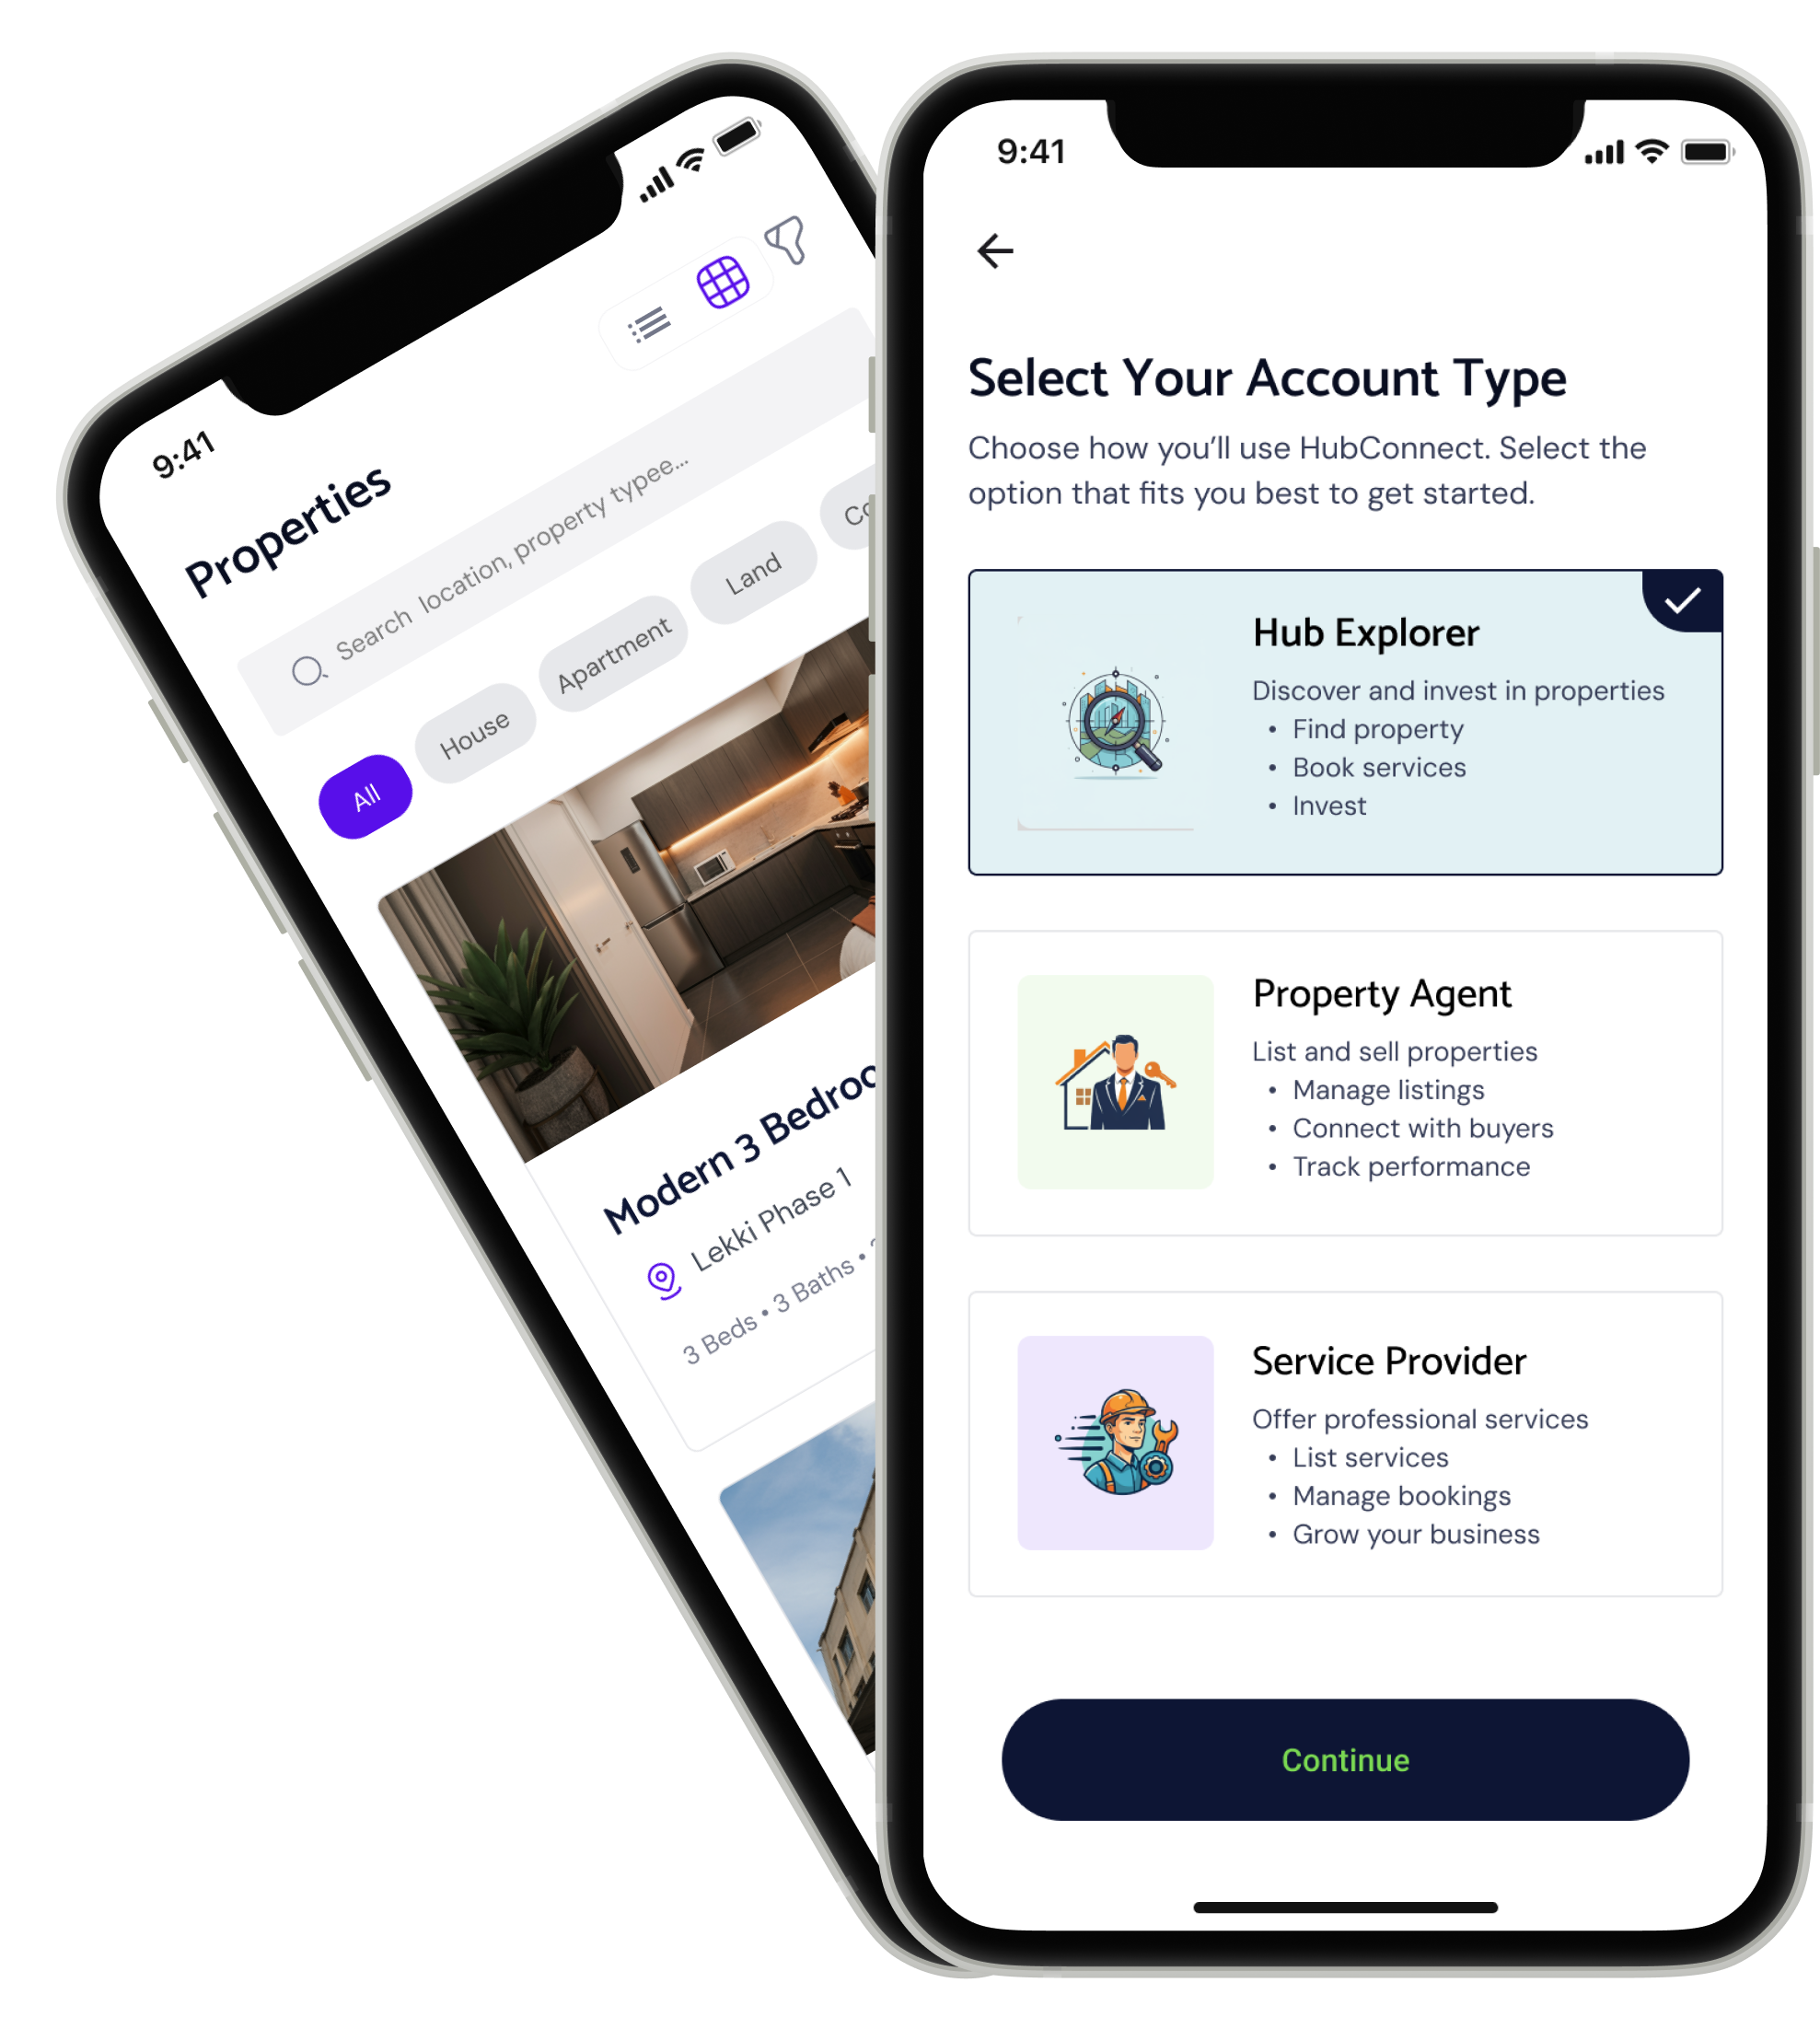 9:41
Properties
Search location, property typee...
All
House
Apartment
Land
Modern 3
Lekki Phase 1
3 Beds • 3 Baths •
9:41
Select Your Account Type
Choose how you’ll use HubConnect. Select the
option that fits you best to get started.
Hub Explorer
Discover and invest in properties
• Find property
• Book services
• Invest
Property Agent
List and sell properties
• Manage listings
• Connect with buyers
• Track performance
Service Provider
Offer professional services
• List services
• Manage bookings
• Grow your business
Continue